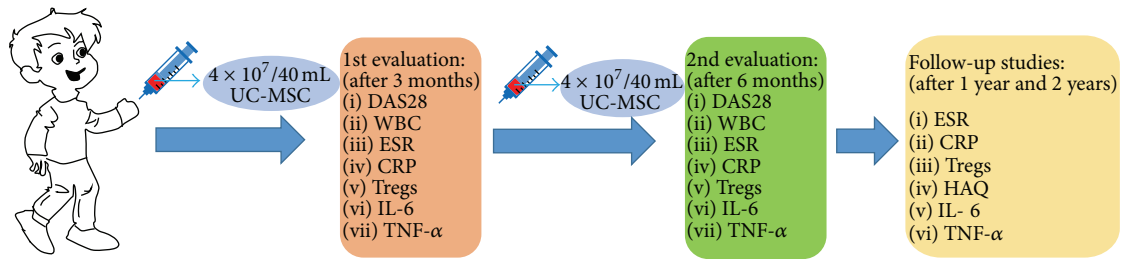 4 × 10⁷/40 mL
UC-MSC
1st evaluation:
(after 3 months)
(i) DAS28
(ii) WBC
(iii) ESR
(iv) CRP
(v) Tregs
(vi) IL-6
(vii) TNF-α
4 × 10⁷/40 mL
UC-MSC
2nd evaluation:
(after 6 months)
(i) DAS28
(ii) WBC
(iii) ESR
(iv) CRP
(v) Tregs
(vi) IL-6
(vii) TNF-α
Follow-up studies:
(after 1 year and 2 years)
(i) ESR
(ii) CRP
(iii) Tregs
(iv) HAQ
(v) IL- 6
(vi) TNF-α